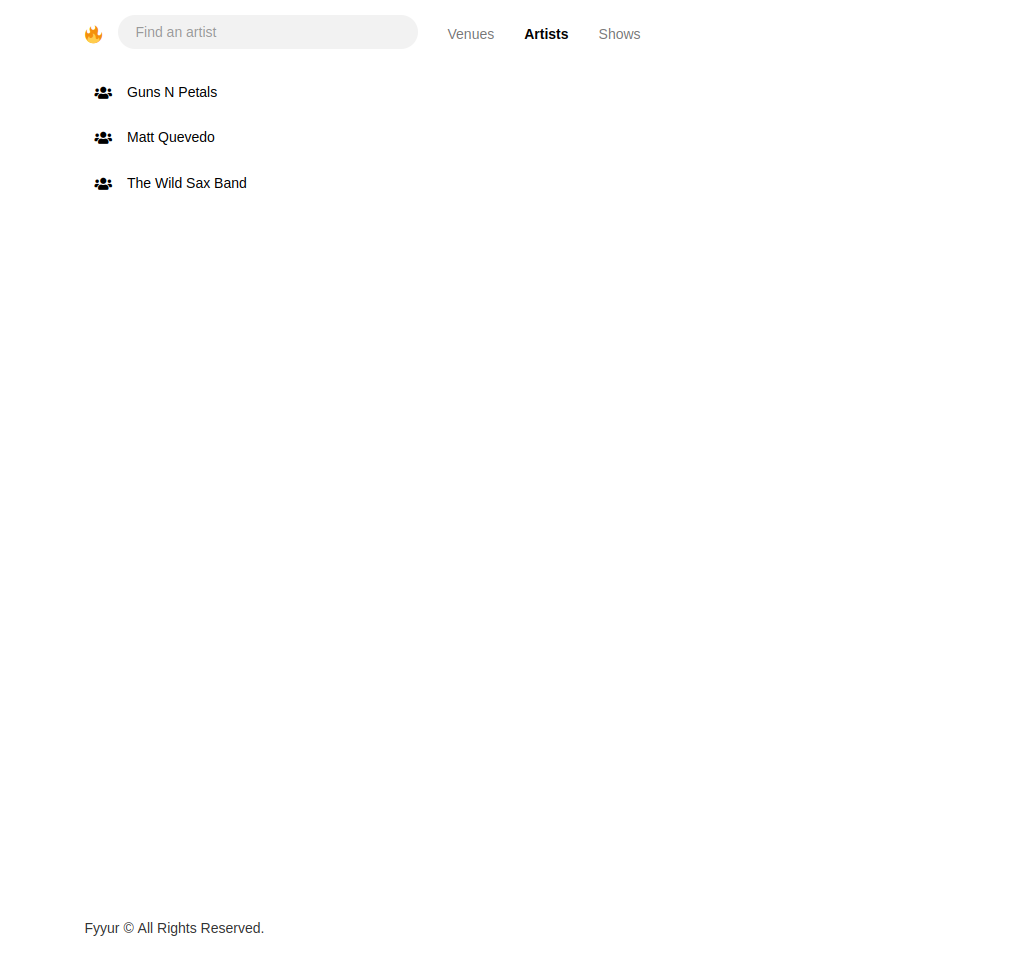 Find an artist Venues Artists Shows
Guns N Petals
Matt Quevedo
The Wild Sax Band
Fyyur © All Rights Reserved.